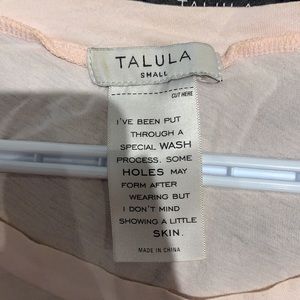 TALULA
TALULA
SMALL
CUT HERE
I'VE BEEN PUT
THROUGH A
SPECIAL WASH
PROCESS. SOME
HOLES MAY
FORM AFTER
WEARING BUT
I DON'T MIND
SHOWING A LITTLE
SKIN.
MADE IN CHINA